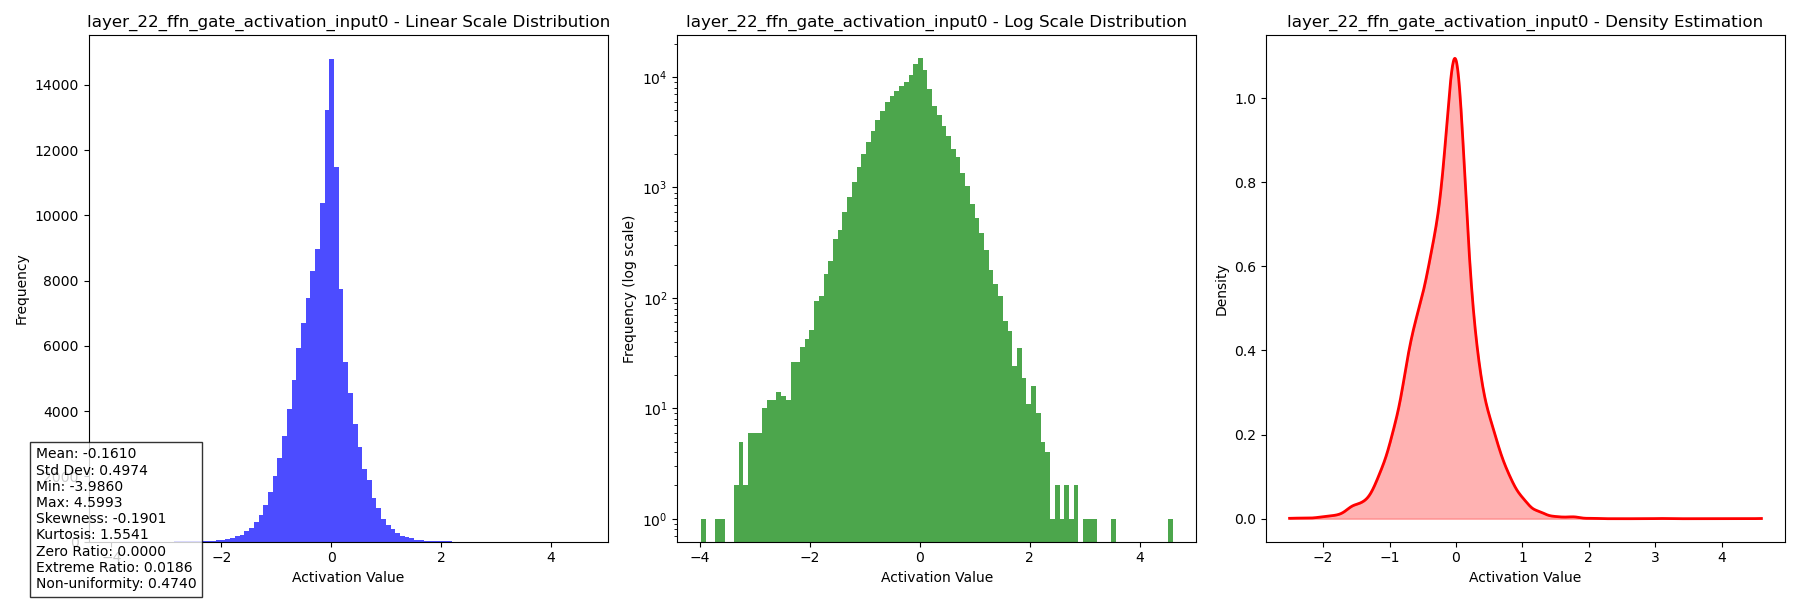 layer_22_ffn_gate_activation_input0 - Linear Scale Distribution
Frequency
14000
12000
10000
8000
6000
4000
2000
0
−4
−2
0
2
4
Activation Value
Mean: -0.1610
Std Dev: 0.4974
Min: -3.9860
Max: 4.5993
Skewness: -0.1901
Kurtosis: 1.5541
Zero Ratio: 0.0000
Extreme Ratio: 0.0186
Non-uniformity: 0.4740
layer_22_ffn_gate_activation_input0 - Log Scale Distribution
Frequency (log scale)
10⁴
10³
10²
10¹
10⁰
−4
−2
0
2
4
Activation Value
layer_22_ffn_gate_activation_input0 - Density Estimation
Density
1.0
0.8
0.6
0.4
0.2
0.0
−2
−1
0
1
2
3
4
Activation Value